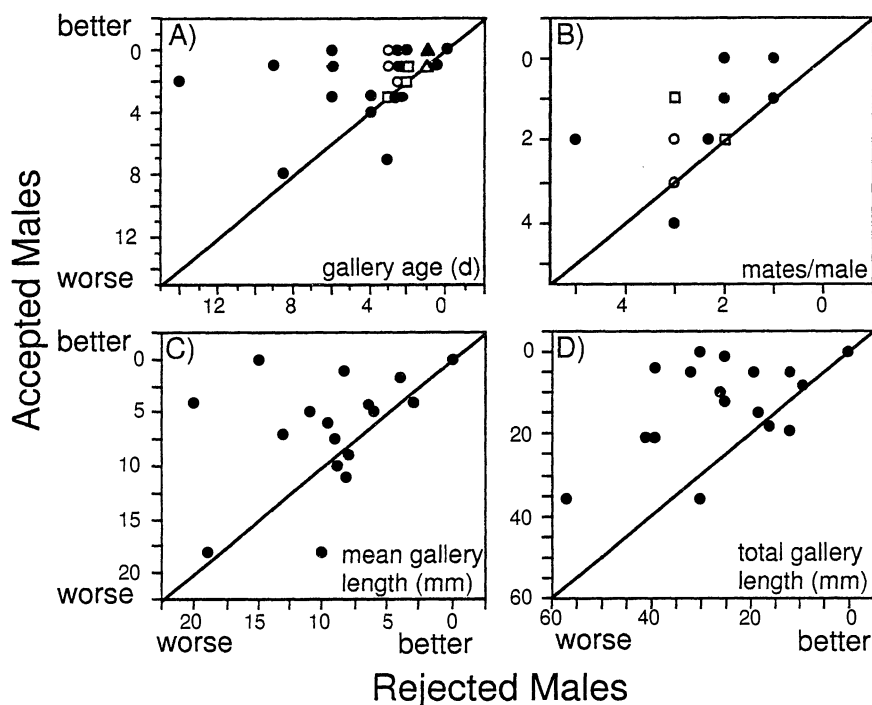 Accepted Males
better
0
4
8
12
worse
A)
gallery age (d)
12
8
4
0
B)
0
2
4
mates/male
4
2
0
better
0
5
10
15
20
worse
C)
mean gallery
length (mm)
20
15
10
5
0
worse
better
D)
0
20
40
60
total gallery
length (mm)
60
40
20
0
worse
better
Rejected Males